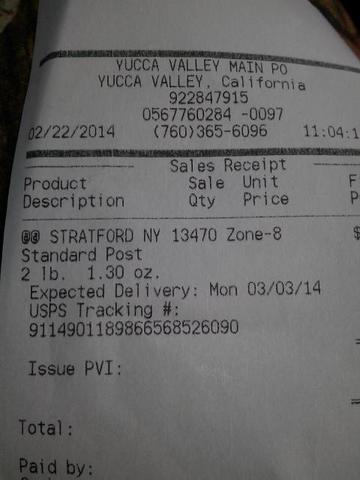 YUCCA VALLEY MAIN PO
YUCCA VALLEY, California
922847915
0567760284 -0097
02/22/2014 (760)365-6096 11:04:1
Sales Receipt
Product Sale Unit F
Description Qty Price P
@@ STRATFORD NY 13470 Zone-8 $
Standard Post
2 lb. 1.30 oz.
Expected Delivery: Mon 03/03/14
USPS Tracking #:
9114901189866568526090
Issue PVI:
Total:
Paid by: